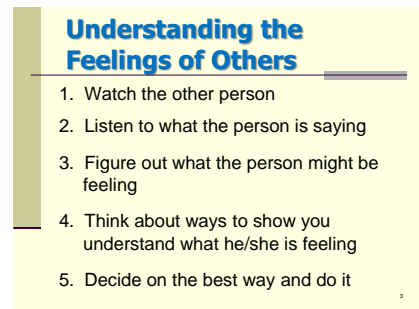 Understanding the
Feelings of Others
1. Watch the other person
2. Listen to what the person is saying
3. Figure out what the person might be
feeling
4. Think about ways to show you
understand what he/she is feeling
5. Decide on the best way and do it
3